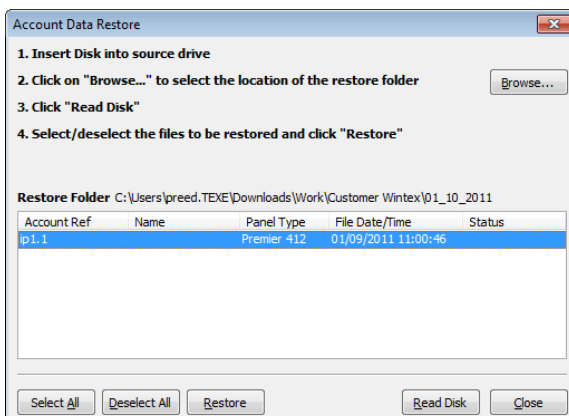 Account Data Restore
1. Insert Disk into source drive
2. Click on "Browse..." to select the location of the restore folder
Browse...
3. Click "Read Disk"
4. Select/deselect the files to be restored and click "Restore"
Restore Folder C:\Users\preed.TEXE\Downloads\Work\Customer Wintex\01_10_2011
Account Ref Name Panel Type File Date/Time Status
ip1.1 Premier 412 01/09/2011 11:00:46
Select All Deselect All Restore Read Disk Close